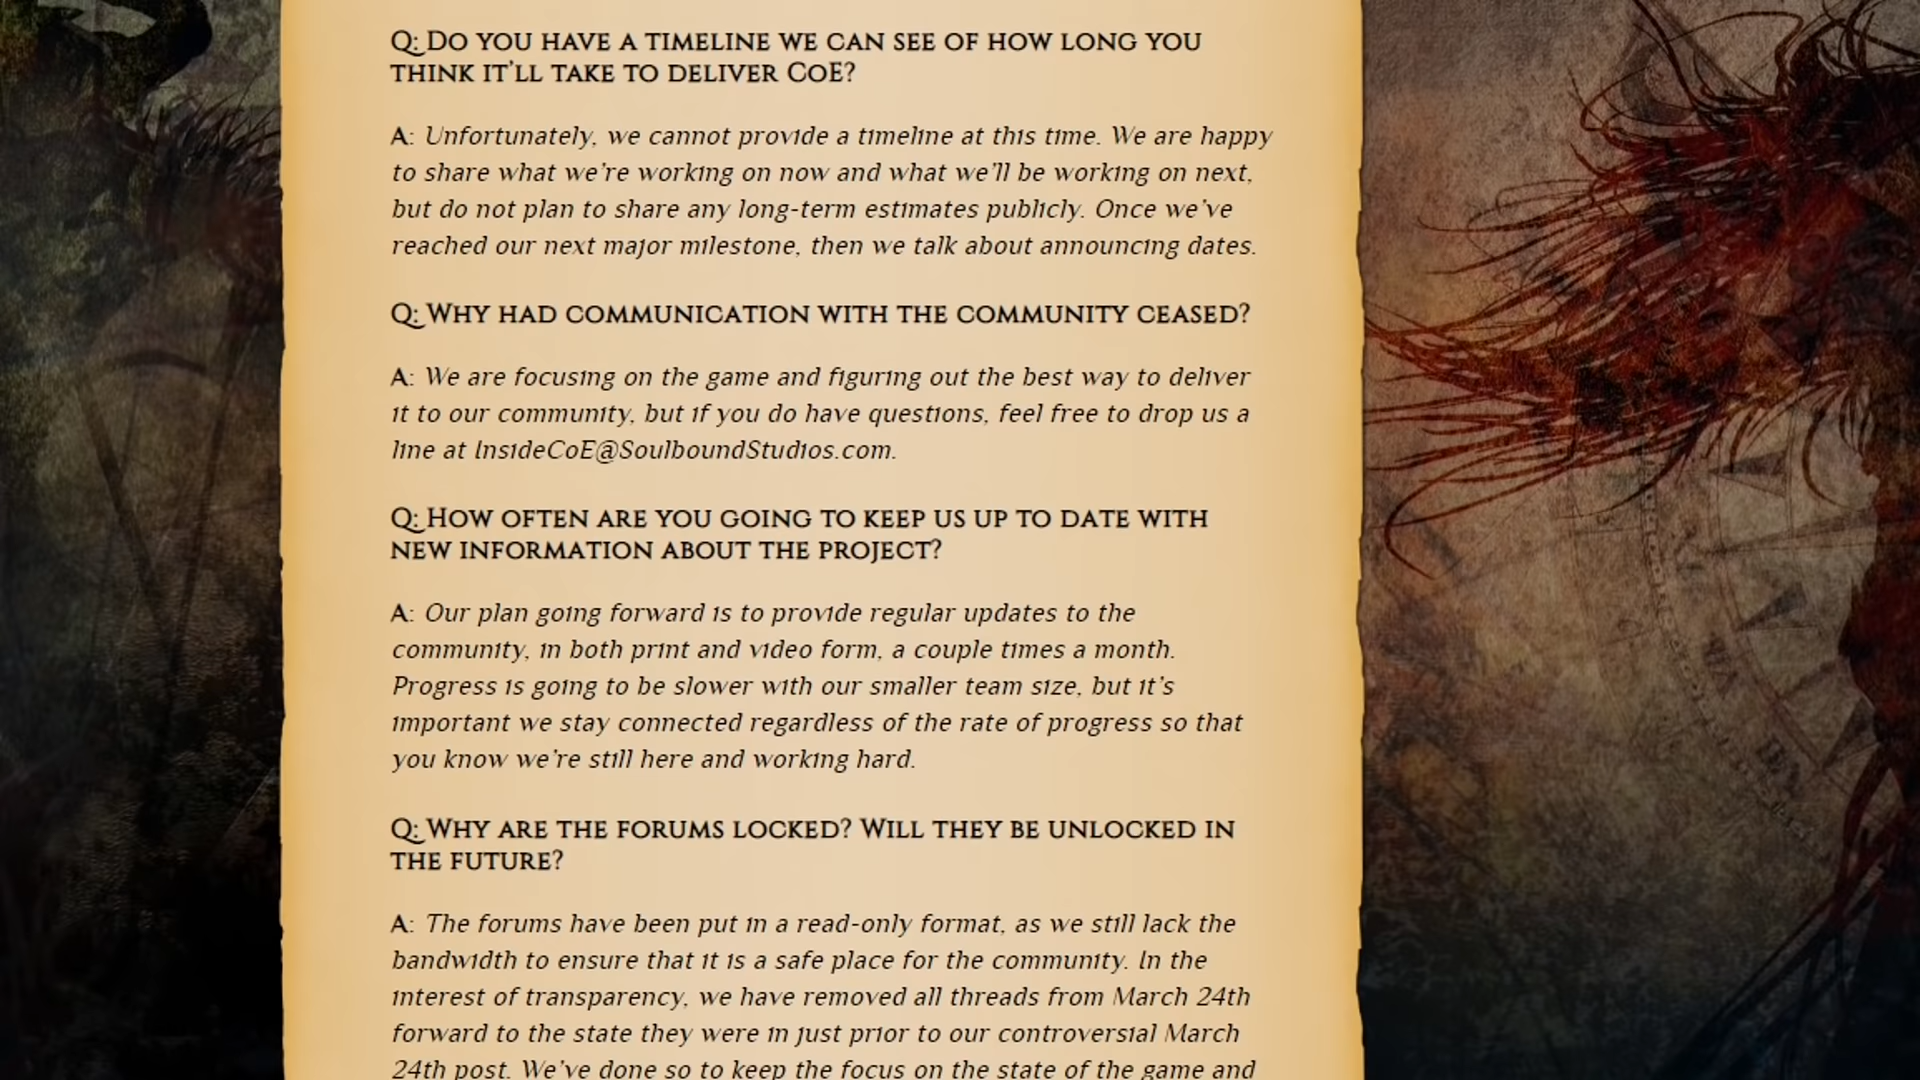 Q: Do you have a timeline we can see of how long you
think it'll take to deliver CoE?
A: Unfortunately, we cannot provide a timeline at this time. We are happy
to share what we're working on now and what we'll be working on next,
but do not plan to share any long-term estimates publicly. Once we've
reached our next major milestone, then we talk about announcing dates.
Q: Why had communication with the community ceased?
A: We are focusing on the game and figuring out the best way to deliver
it to our community, but if you do have questions, feel free to drop us a
line at InsideCoE@SoulboundStudios.com.
Q: How often are you going to keep us up to date with
new information about the project?
A: Our plan going forward is to provide regular updates to the
community, in both print and video form, a couple times a month.
Progress is going to be slower with our smaller team size, but it's
important we stay connected regardless of the rate of progress so that
you know we're still here and working hard.
Q: Why are the forums locked? Will they be unlocked in
the future?
A: The forums have been put in a read-only format, as we still lack the
bandwidth to ensure that it is a safe place for the community. In the
interest of transparency, we have removed all threads from March 24th
forward to the state they were in just prior to our controversial March
24th post. We've done so to keep the focus on the state of the game and